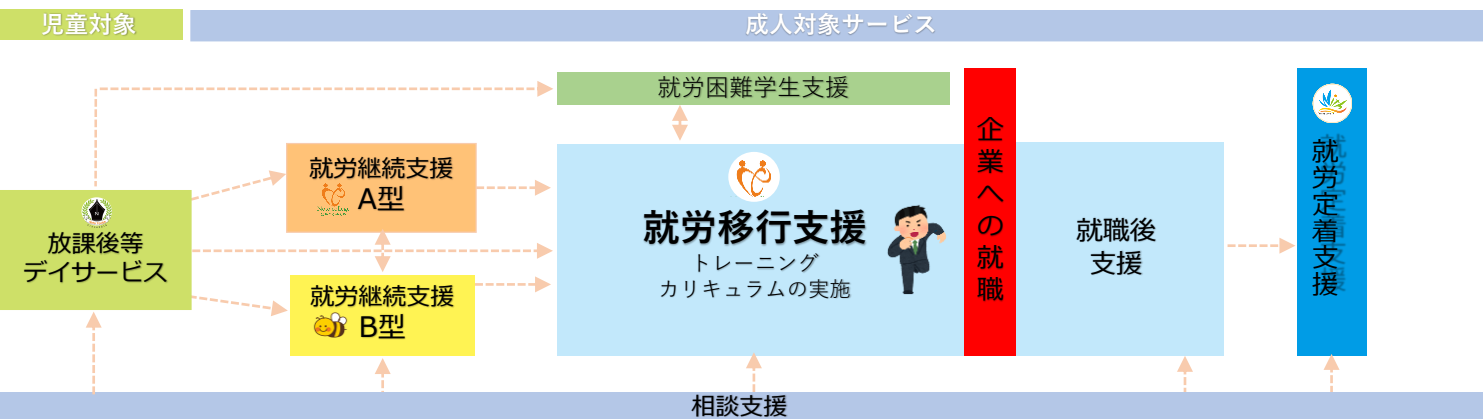 児童対象
成人対象サービス
就労困難学生支援
放課後等
デイサービス
就労継続支援
A型
就労継続支援
B型
就労移行支援
トレーニング
カリキュラムの実施
企業への就職
就職後
支援
就労定着支援
相談支援